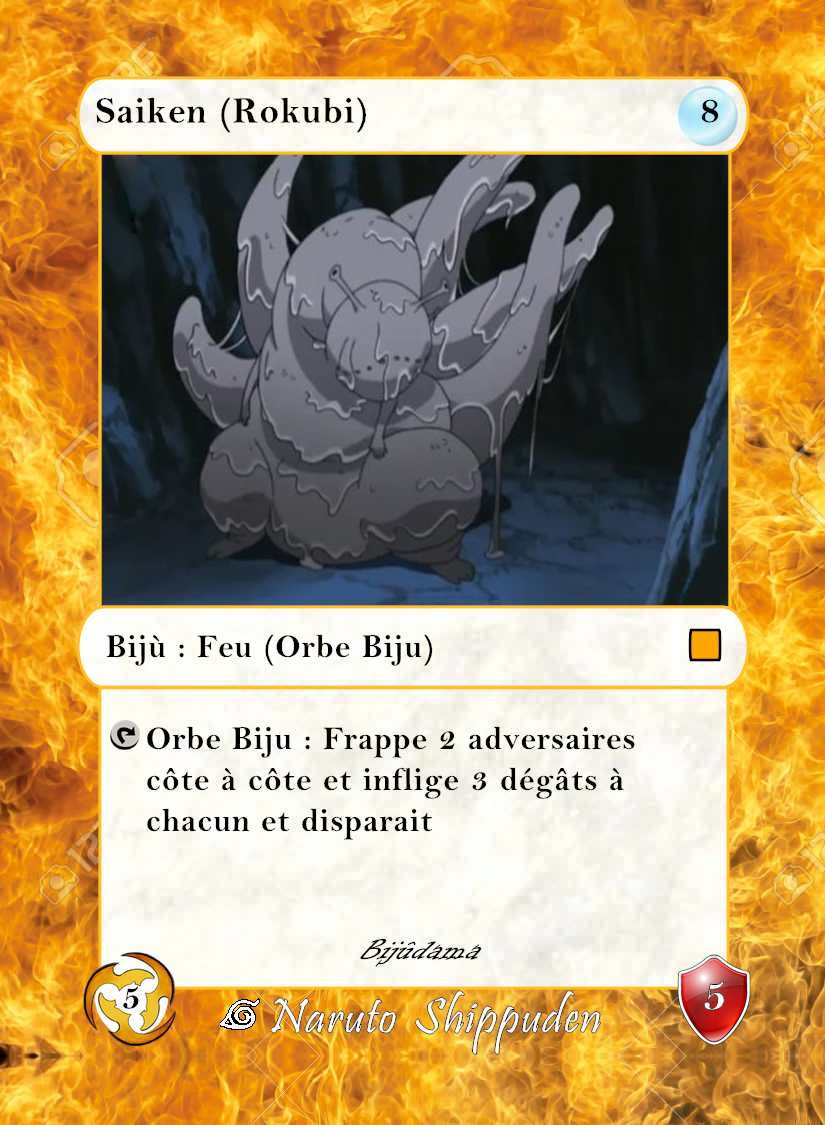 Saiken (Rokubi)
8
Bijù : Feu (Orbe Biju)
Orbe Biju : Frappe 2 adversaires
côte à côte et inflige 3 dégâts à
chacun et disparait
Bijûdama
5
Naruto Shippuden
5